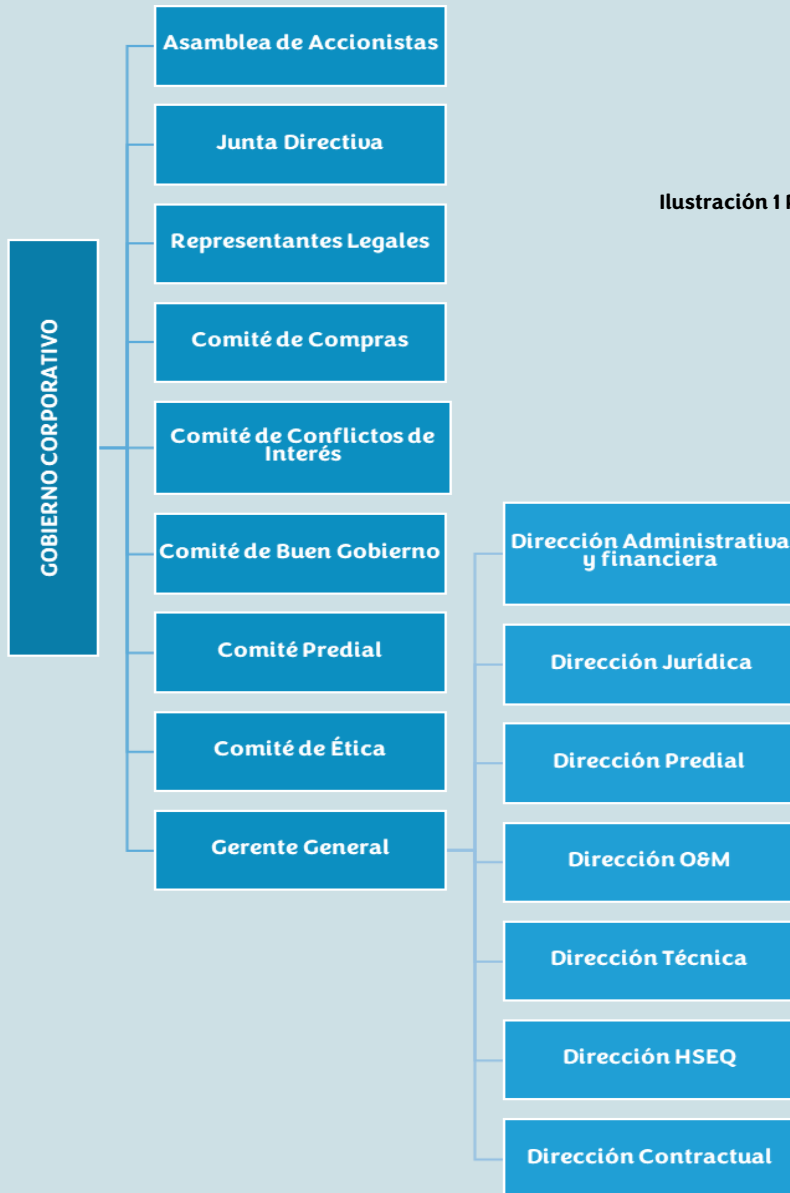 Asamblea de Accionistas
Junta Directiva
Ilustración 1
Representantes Legales
Comité de Compras
GOBIERNO CORPORATIVO
Comité de Conflictos de
Interés
Comité de Buen Gobierno
Comité Predial
Comité de Ética
Gerente General
Dirección Administrativa
y financiera
Dirección Jurídica
Dirección Predial
Dirección O&M
Dirección Técnica
Dirección HSEQ
Dirección Contractual